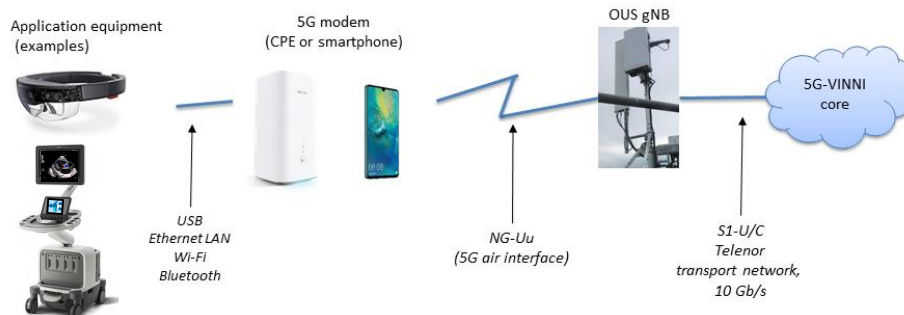 Application equipment
(examples)
5G modem
(CPE or smartphone)
OUS gNB
5G-VINNI
core
USB
Ethernet LAN
Wi-Fi
Bluetooth
NG-Uu
(5G air interface)
S1-U/C
Telenor
transport network,
10 Gb/s